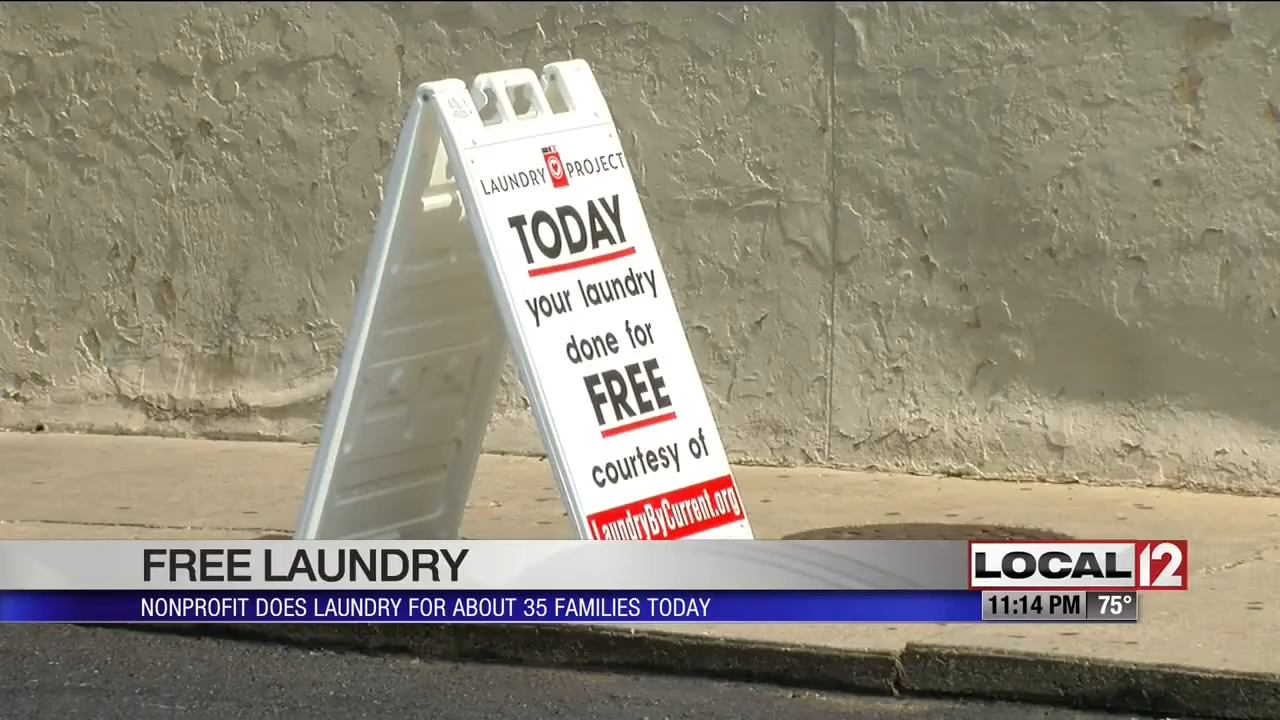 LAUNDRY PROJECT
TODAY
your laundry
done for
FREE
courtesy of
LaundryByCurrent.org
FREE LAUNDRY
NONPROFIT DOES LAUNDRY FOR ABOUT 35 FAMILIES TODAY
LOCAL 12
11:14 PM 75°